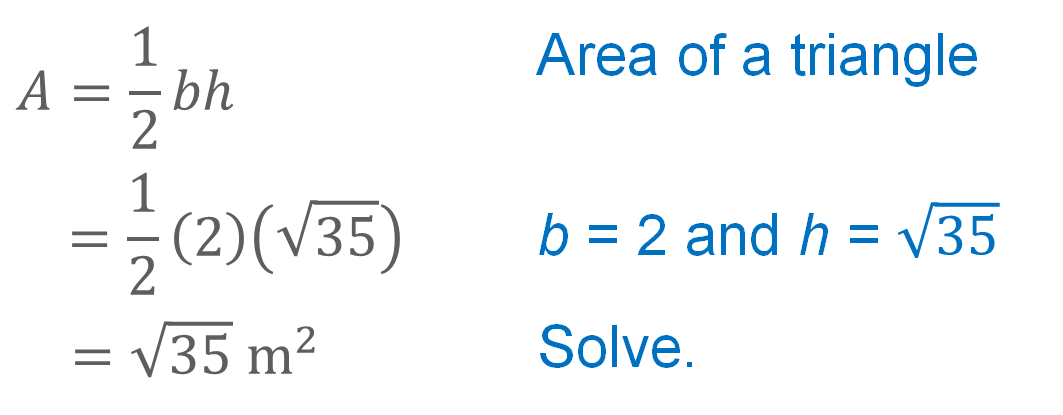 A = 1/2 bh Area of a triangle
= 1/2 (2)(√35) b = 2 and h = √35
= √35 m² Solve.